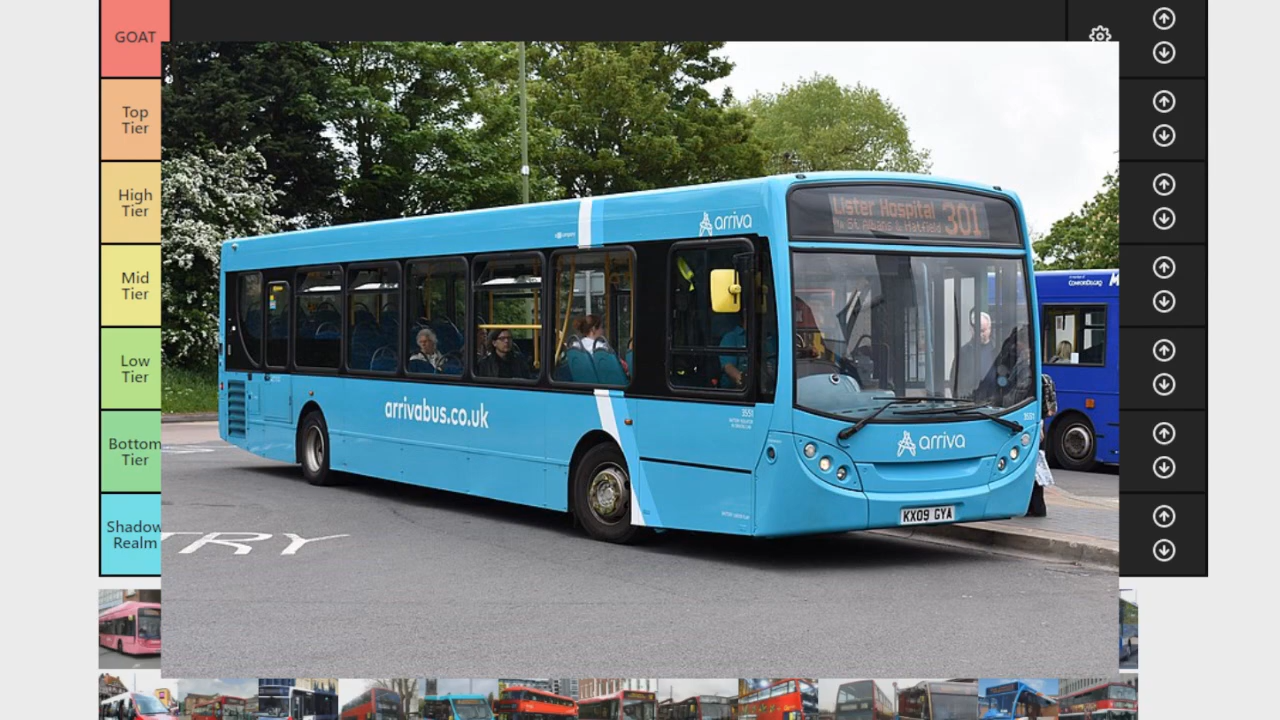 GOAT
Top
Tier
High
Tier
Mid
Tier
Low
Tier
Bottom
Tier
Shadow
Realm
arriva
Lister Hospital
301
arrivabus.co.uk
3551
arriva
KX09 GYA
TRY